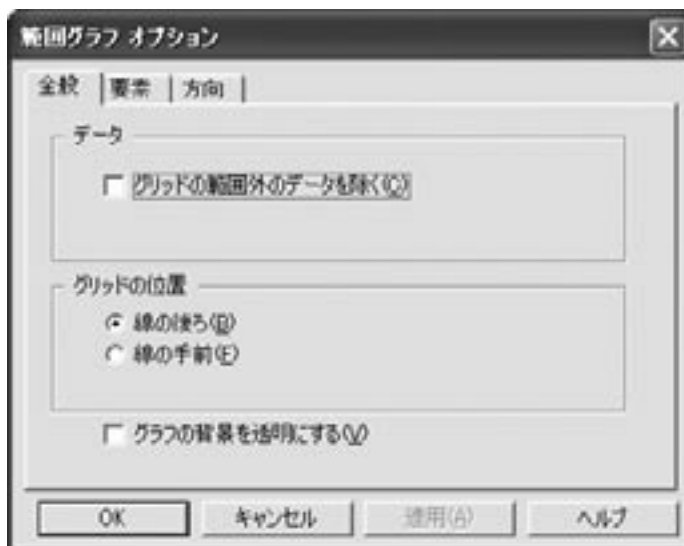 範囲グラフ オプション
全般 要素 方向
データ
グリッドの範囲外のデータを除く(C)
グリッドの位置
線の後ろ(B)
線の手前(F)
グラフの背景を透明にする(V)
OK キャンセル 適用(A) ヘルプ